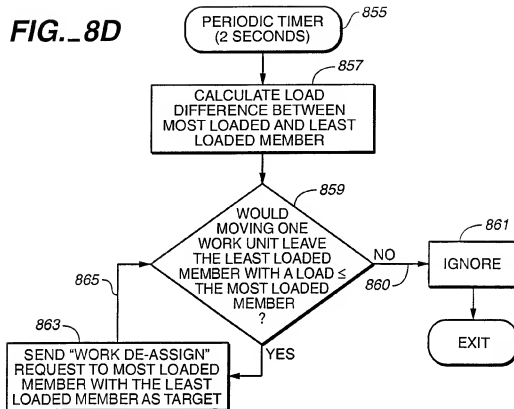 FIG._8D
PERIODIC TIMER
(2 SECONDS)
855
857
CALCULATE LOAD
DIFFERENCE BETWEEN
MOST LOADED AND LEAST
LOADED MEMBER
859
WOULD
MOVING ONE
WORK UNIT LEAVE
THE LEAST LOADED
MEMBER WITH A LOAD ≤
THE MOST LOADED
MEMBER
?
NO
860
861
IGNORE
EXIT
865
863
YES
SEND "WORK DE-ASSIGN"
REQUEST TO MOST LOADED
MEMBER WITH THE LEAST
LOADED MEMBER AS TARGET